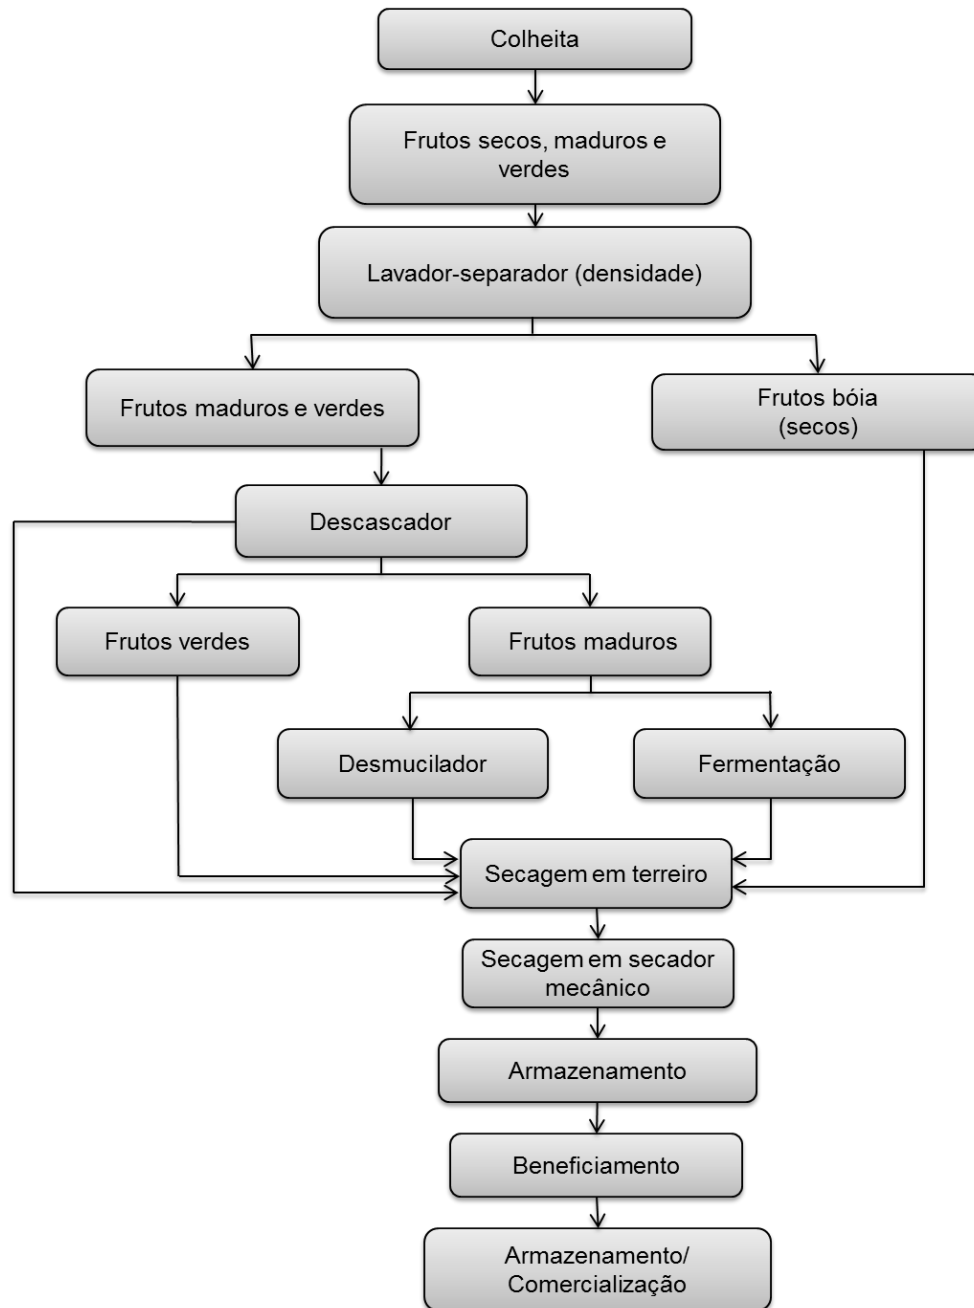 Colheita
Frutos secos, maduros e
verdes
Lavador-separador (densidade)
Frutos maduros e verdes
Frutos bóia
(secos)
Descascador
Frutos verdes
Frutos maduros
Desmucilador
Fermentação
Secagem em terreiro
Secagem em secador
mecânico
Armazenamento
Beneficiamento
Armazenamento/
Comercialização